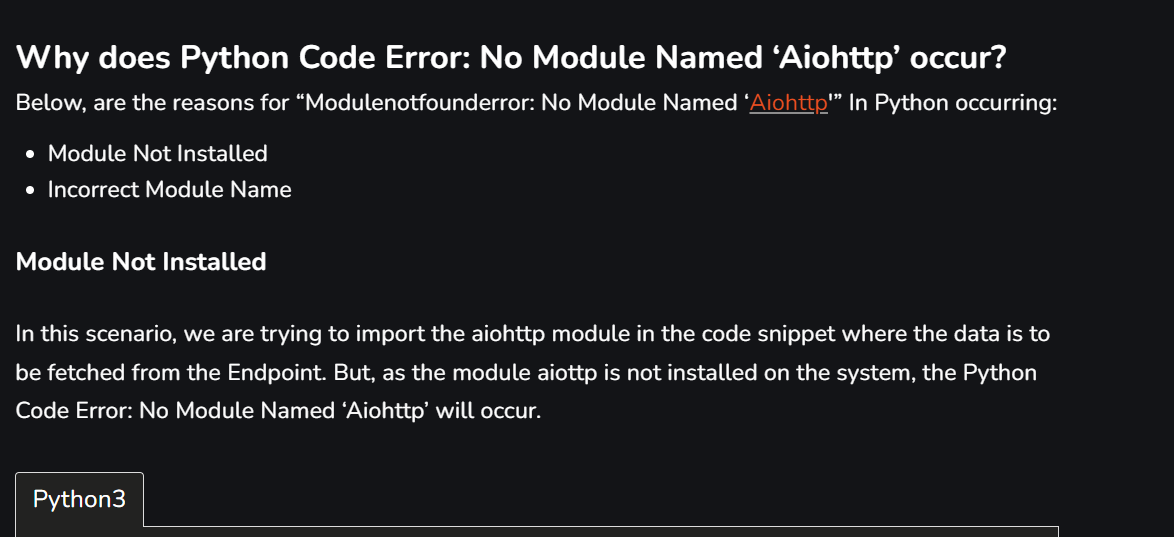 Why does Python Code Error: No Module Named ‘Aiohttp’ occur?
Below, are the reasons for “Modulenotfounderror: No Module Named ‘Aiohttp'” In Python occurring:
• Module Not Installed
• Incorrect Module Name
Module Not Installed
In this scenario, we are trying to import the aiohttp module in the code snippet where the data is to
be fetched from the Endpoint. But, as the module aiottp is not installed on the system, the Python
Code Error: No Module Named ‘Aiohttp’ will occur.
Python3